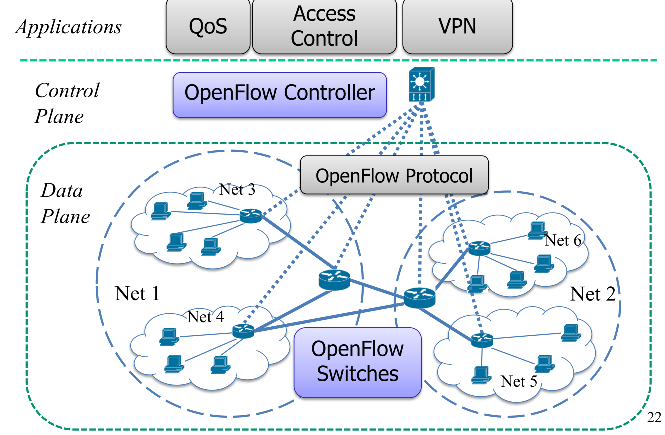 Applications
QoS
Access
Control
VPN
Control
Plane
OpenFlow Controller
Data
Plane
OpenFlow Protocol
Net 3
Net 6
Net 1
Net 2
Net 4
OpenFlow
Switches
Net 5
22